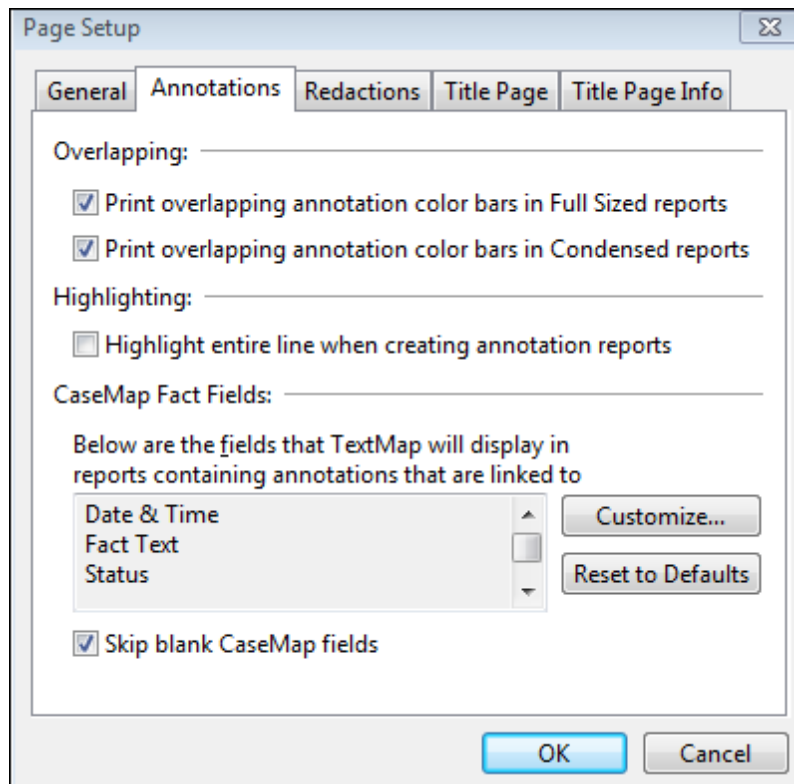 Page Setup
General Annotations Redactions Title Page Title Page Info
Overlapping:
Print overlapping annotation color bars in Full Sized reports
Print overlapping annotation color bars in Condensed reports
Highlighting:
Highlight entire line when creating annotation reports
CaseMap Fact Fields:
Below are the fields that TextMap will display in
reports containing annotations that are linked to
Date & Time
Fact Text
Status
Customize...
Reset to Defaults
Skip blank CaseMap fields
OK Cancel